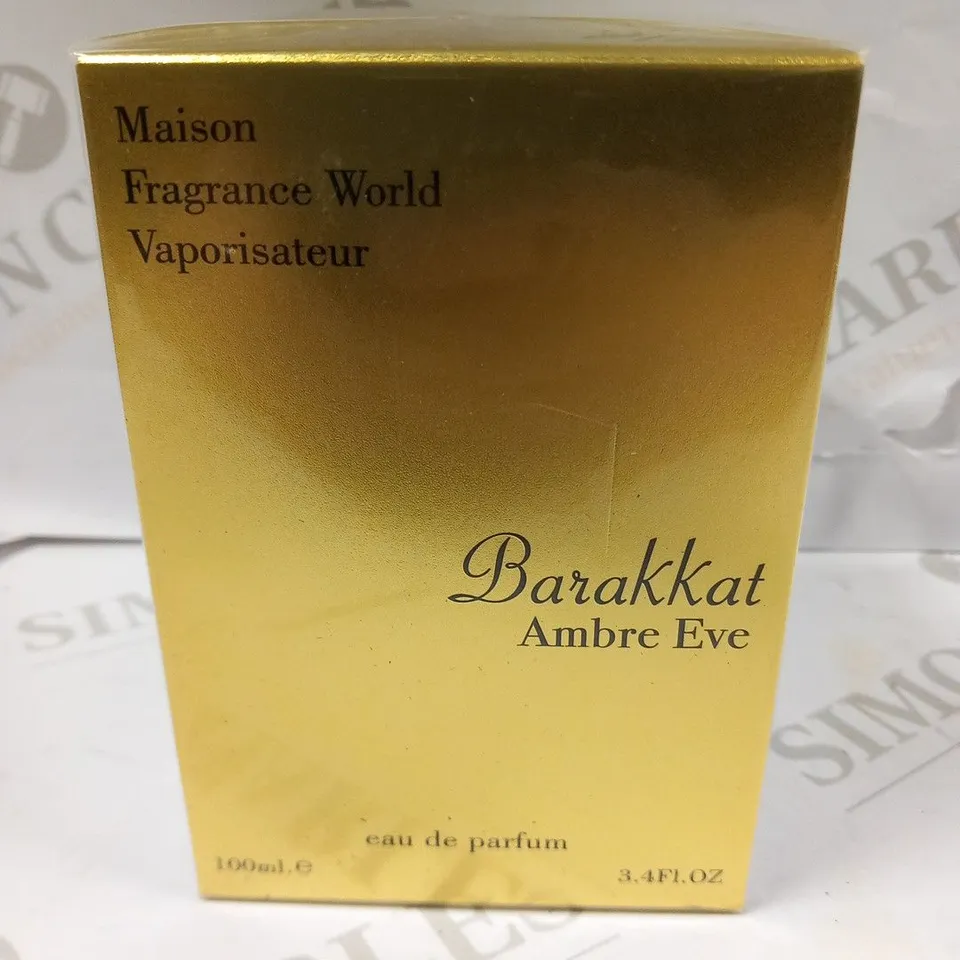 Maison
Fragrance World
Vaporisateur
Barakkat
Ambre Eve
eau de parfum
100ml.e
3.4Fl.OZ